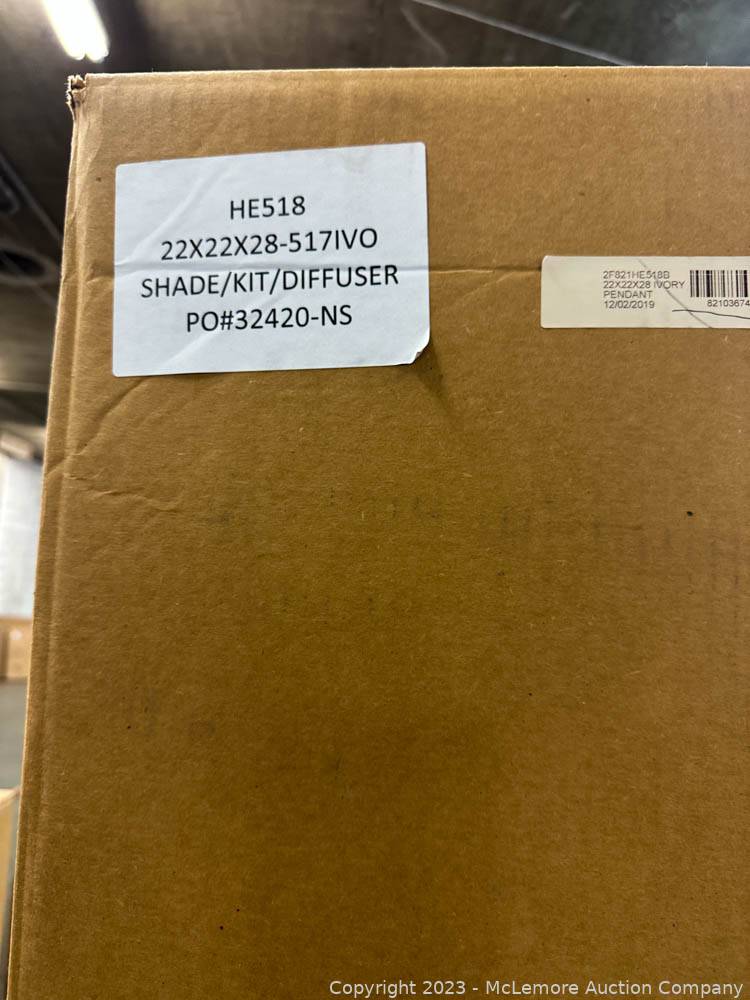 HE518
22X22X28-517IVO
SHADE/KIT/DIFFUSER
PO#32420-NS
2F821HE518B
22X22X28 IVORY
PENDANT
12/02/2019
82103674
Copyright 2023 - McLemore Auction Company